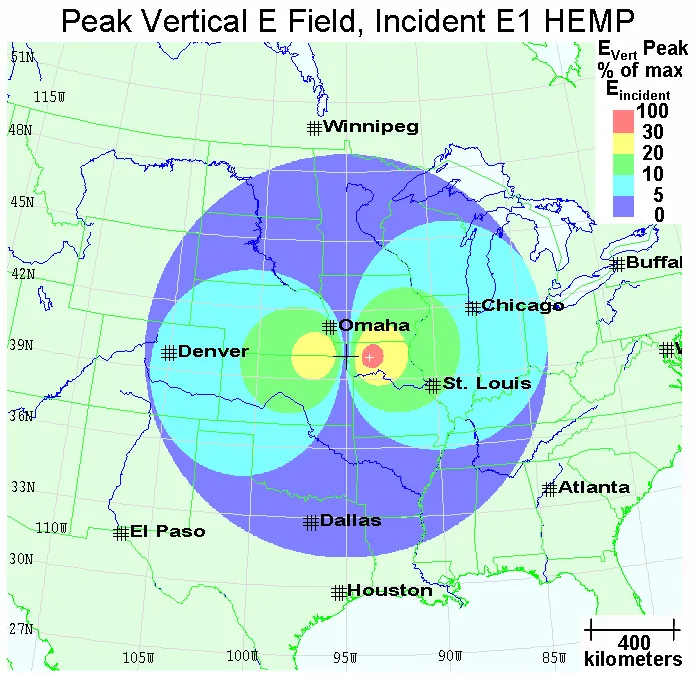 Peak Vertical E Field, Incident E1 HEMP
51N
E_Vert Peak
% of max
E_incident
115W
100
30
20
10
5
0
48N
Winnipeg
45N
42N
Buffal
Chicago
Omaha
39N
Denver
St. Louis
36N
33N
Atlanta
110W
Dallas
El Paso
30N
Houston
27N
105W
100W
95W
90W
85W
400
kilometers